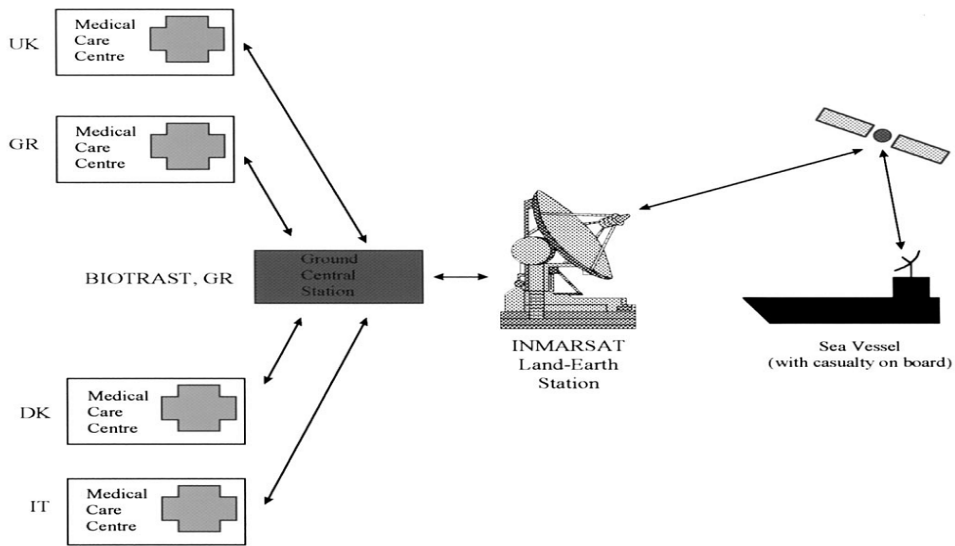 UK
Medical
Care
Centre
GR
Medical
Care
Centre
BIOTRAST, GR
Ground
Central
Station
INMARSAT
Land-Earth
Station
Sea Vessel
(with casualty on board)
DK
Medical
Care
Centre
IT
Medical
Care
Centre